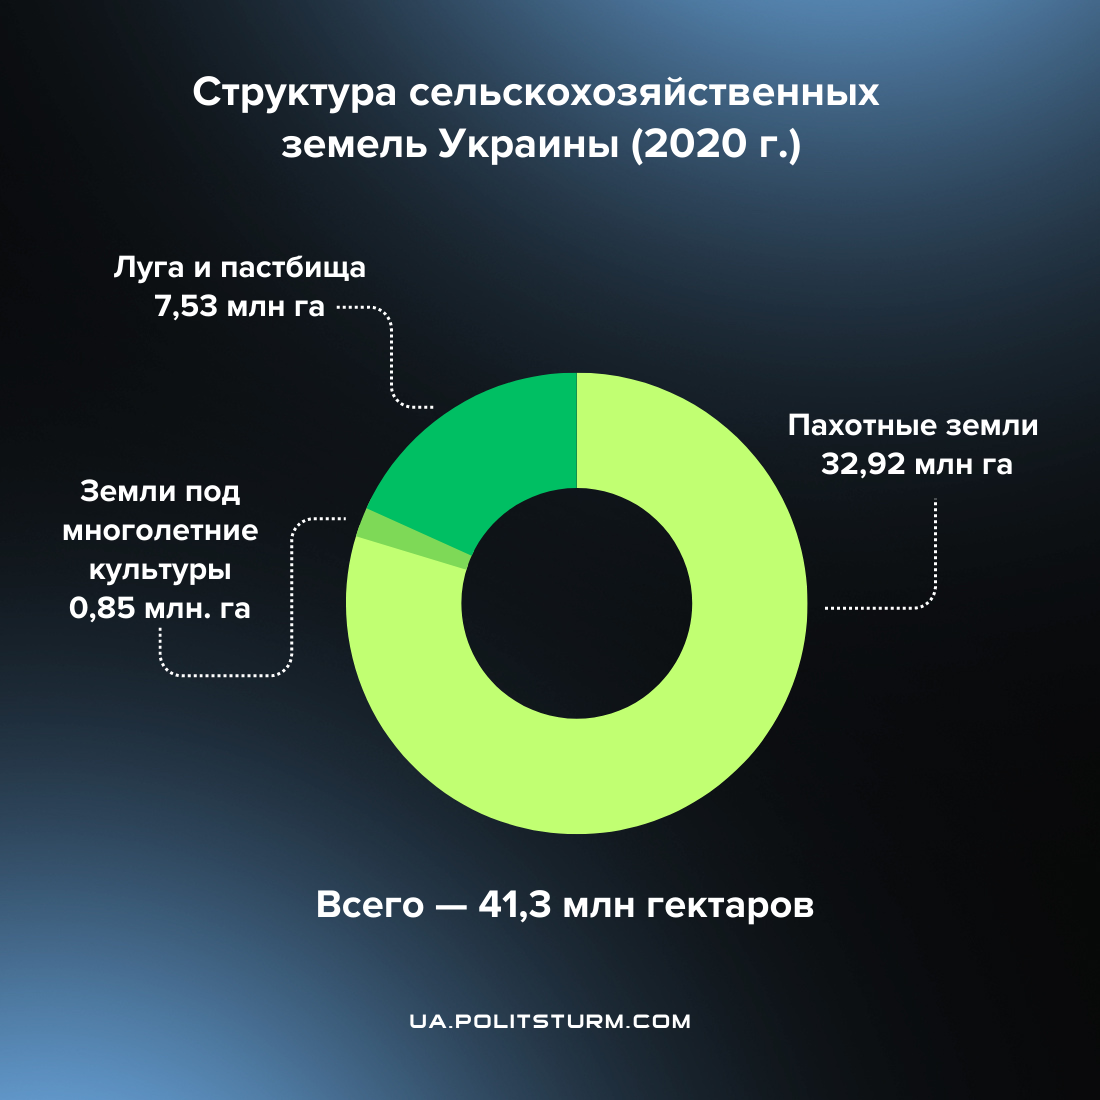 Структура сельскохозяйственных
земель Украины (2020 г.)
Луга и пастбища
7,53 млн га
Пахотные земли
32,92 млн га
Земли под
многолетние
культуры
0,85 млн. га
Всего — 41,3 млн гектаров
UA.POLITSTURM.COM